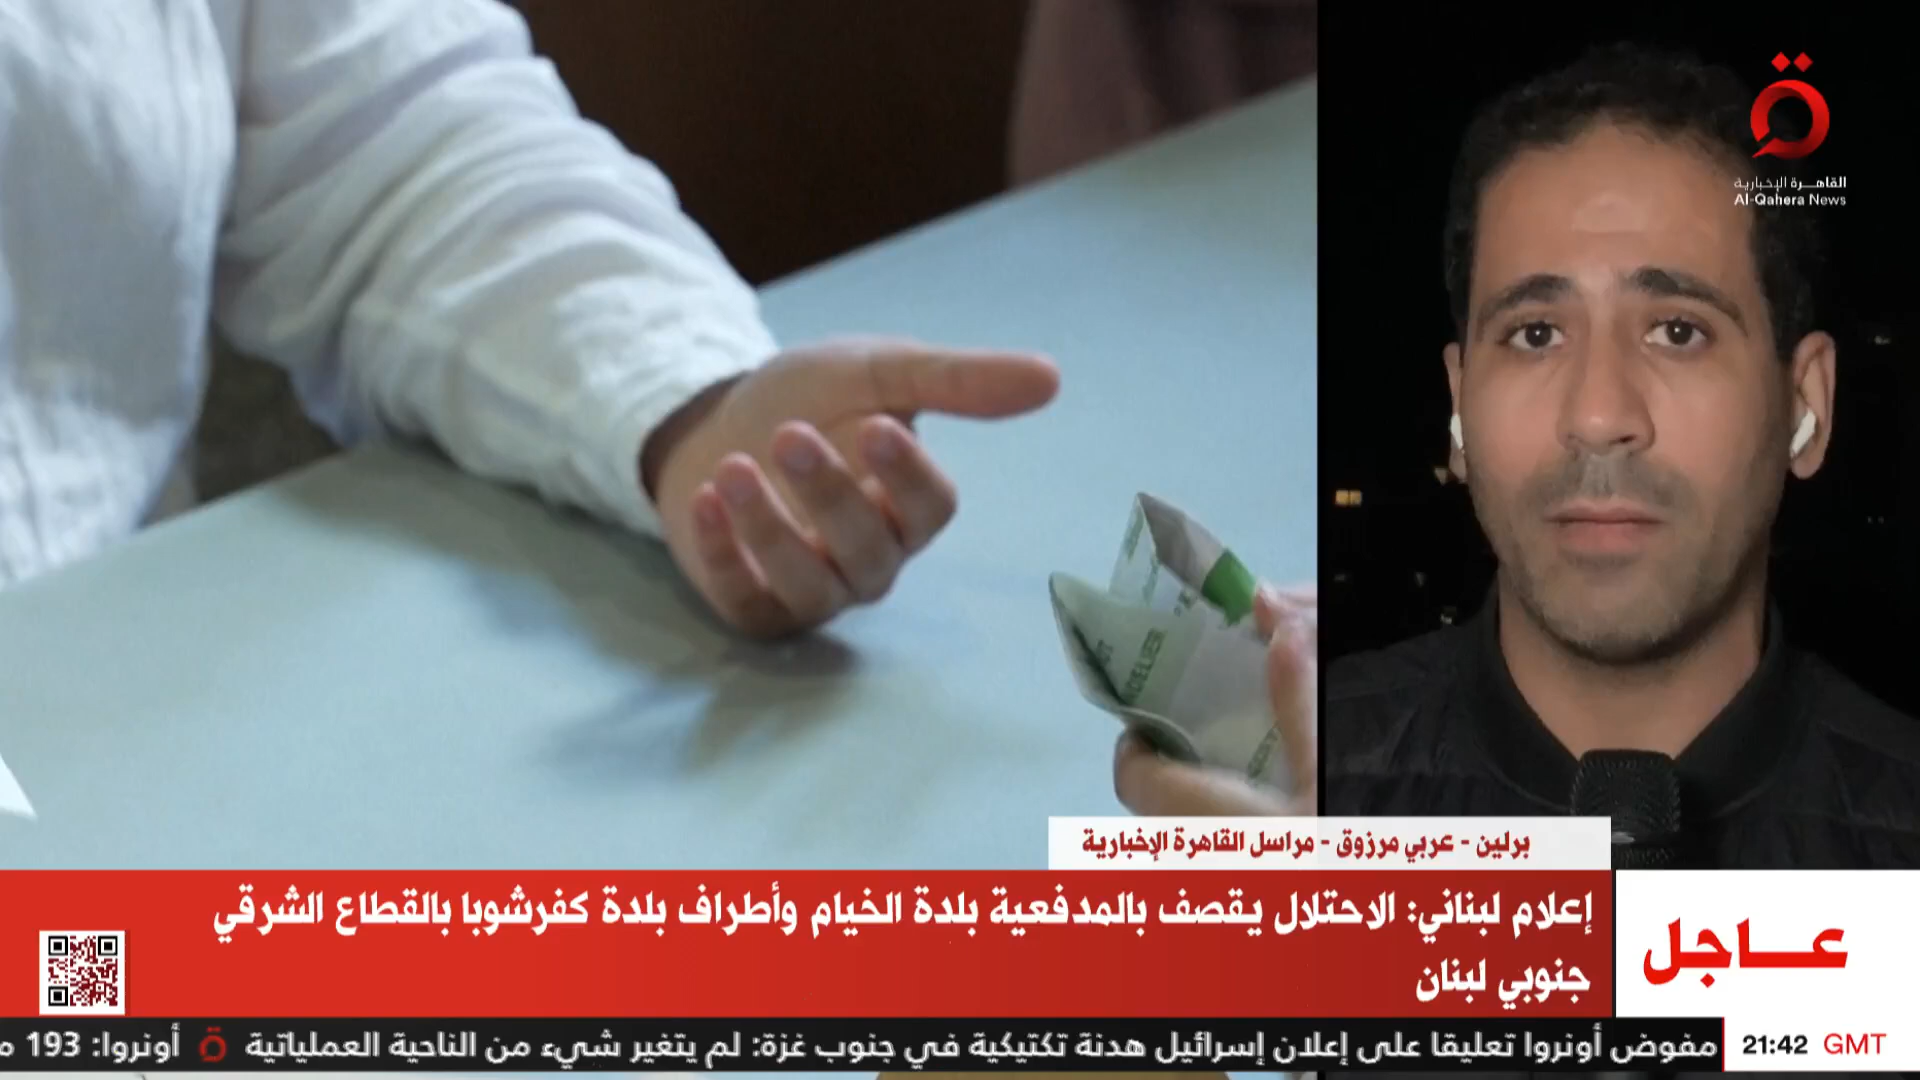 القاهرة الإخبارية
Al-Qahera News
برلين - عربي مرزوق - مراسل القاهرة الإخبارية
إعلام لبناني: الاحتلال يقصف بالمدفعية بلدة الخيام وأطراف بلدة كفرشوبا بالقطاع الشرقي
جنوبي لبنان
عاجل
مفوض أونروا تعليقا على إعلان إسرائيل هدنة تكتيكية في جنوب غزة: لم يتغير شيء من الناحية العملياتية
أونروا: 193
21:42 GMT